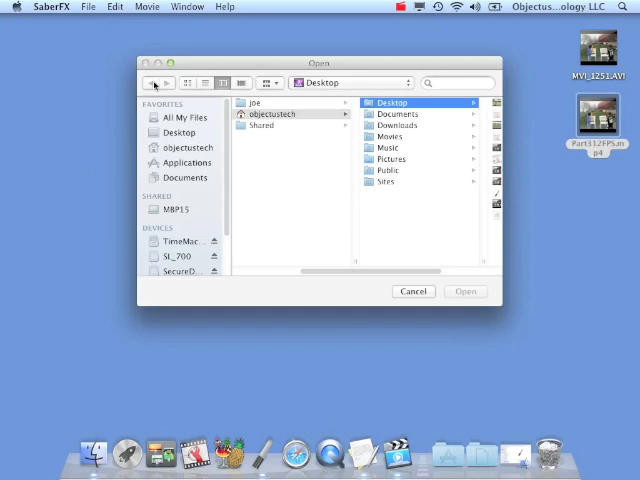 SaberFX File Edit Movie Window Help Objectus...ology LLC
MVI_1251.AVI
Part312FPS.m
p4
Open
Desktop
FAVORITES
All My Files
Desktop
objectustech
Applications
Documents
SHARED
MBP15
DEVICES
TimeMac...
SL_700
SecureD...
joe
objectustech
Shared
Desktop
Documents
Downloads
Movies
Music
Pictures
Public
Sites
Cancel
Open